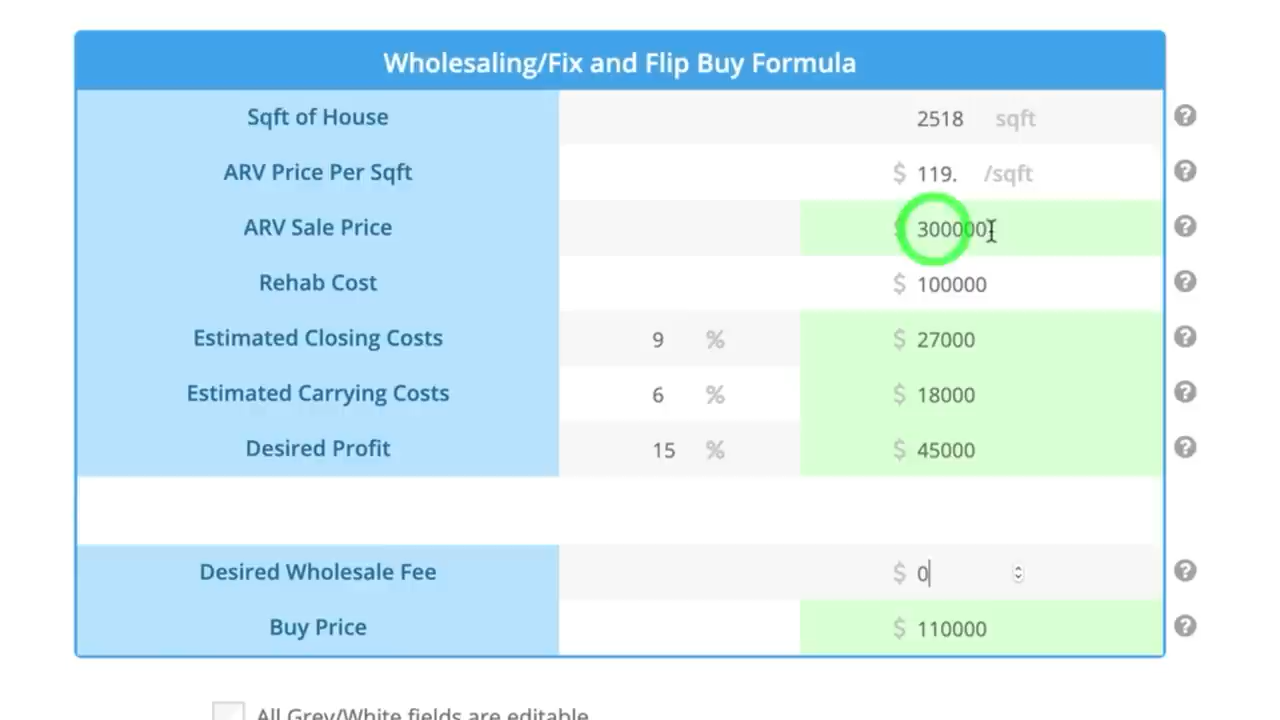 Wholesaling/Fix and Flip Buy Formula
Sqft of House 2518 sqft ?
ARV Price Per Sqft $ 119. /sqft ?
ARV Sale Price $ 300000 ?
Rehab Cost $ 100000 ?
Estimated Closing Costs 9 % $ 27000 ?
Estimated Carrying Costs 6 % $ 18000 ?
Desired Profit 15 % $ 45000 ?
Desired Wholesale Fee $ 0 ?
Buy Price $ 110000 ?
All Grey/White fields are editable